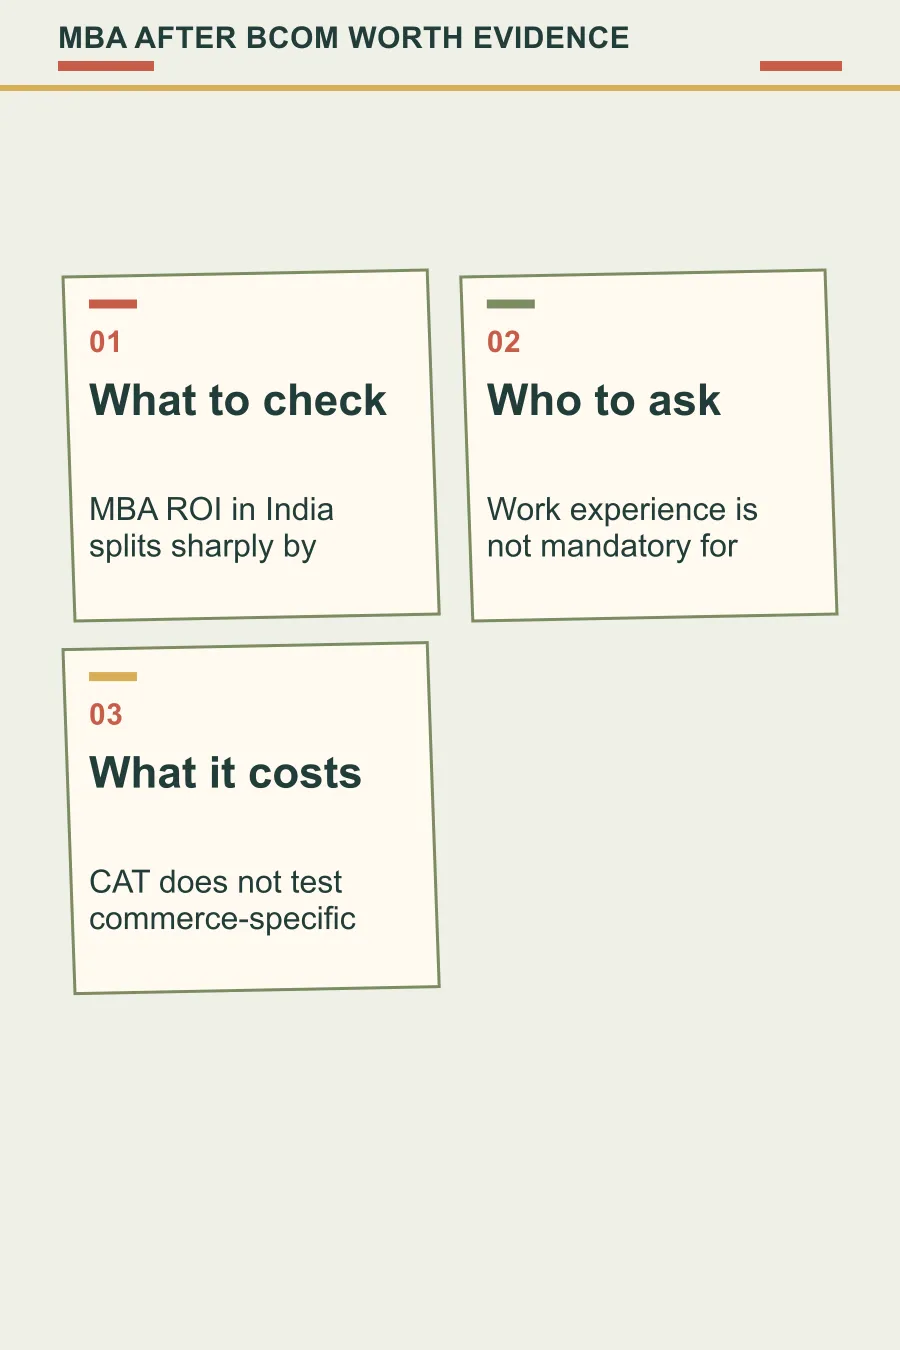 MBA AFTER BCOM WORTH EVIDENCE
01
What to check
MBA ROI in India
splits sharply by
02
Who to ask
Work experience is
not mandatory for
03
What it costs
CAT does not test
commerce-specific